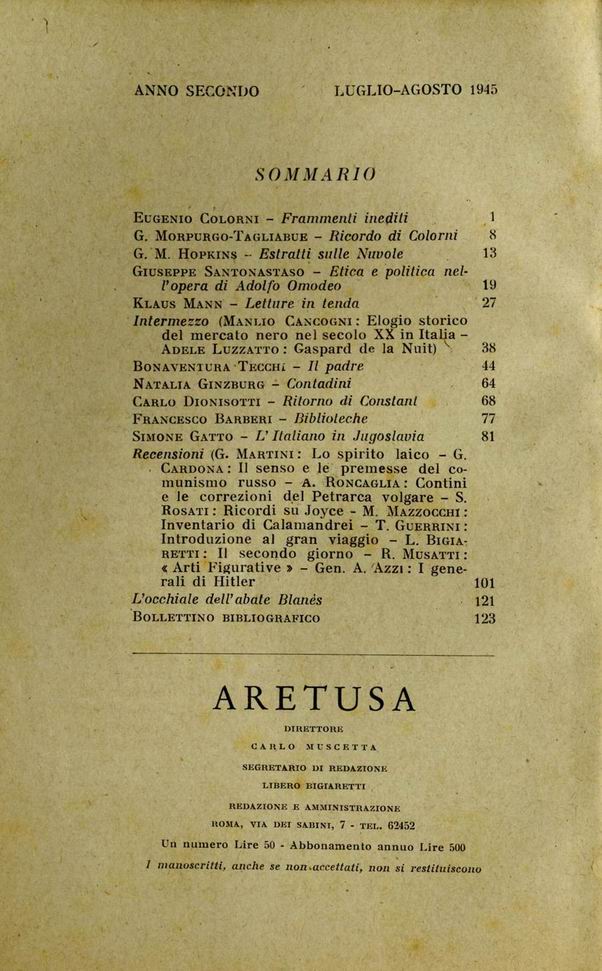 ANNO SECONDO LUGLIO-AGOSTO 1945
SOMMARIO
EUGENIO COLORNI – Frammenti inediti 1
G. MORPURGO-TAGLIABUE – Ricordo di Colorni 8
G. M. HOPKINS – Estratti sulle Nuvole 13
GIUSEPPE SANTONASTASO – Etica e politica nel-
l'opera di Adolfo Omodeo 19
KLAUS MANN – Letture in tenda 27
Intermezzo (MANLIO CANCOGNI: Elogio storico
del mercato nero nel secolo XX in Italia –
ADELE LUZZATTO: Gaspard de la Nuit) 38
BONAVENTURA TECCHI – Il padre 44
NATALIA GINZBURG – Contadini 64
CARLO DIONISOTTI – Ritorno di Constant 68
FRANCESCO BARBERI – Biblioteche 77
SIMONE GATTO – L'Italiano in Jugoslavia 81
Recensioni (G. MARTINI: Lo spirito laico – G.
CARDONA: Il senso e le premesse del co-
munismo russo – A. RONCAGLIA: Contini
e le correzioni del Petrarca volgare – S.
ROSATI: Ricordi su Joyce - M. MAZZOCCHI:
Inventario di Calamandrei – T. GUERRINI:
Introduzione al gran viaggio – L. BIGIA-
RETTI: Il secondo giorno – R. MUSATTI:
« Arti Figurative » – Gen. A. AZZI: I gene-
rali di Hitler 101
L'occhiale dell'abate Blanès 121
BOLLETTINO BIBLIOGRAFICO 123
ARETUSA
DIRETTORE
CARLO MUSCETTA
SEGRETARIO DI REDAZIONE
LIBERO BIGIARETTI
REDAZIONE E AMMINISTRAZIONE
ROMA, VIA DEI SABINI, 7 - TEL. 62452
Un numero Lire 50 - Abbonamento annuo Lire 500
I manoscritti, anche se non accettati, non si restituiscono